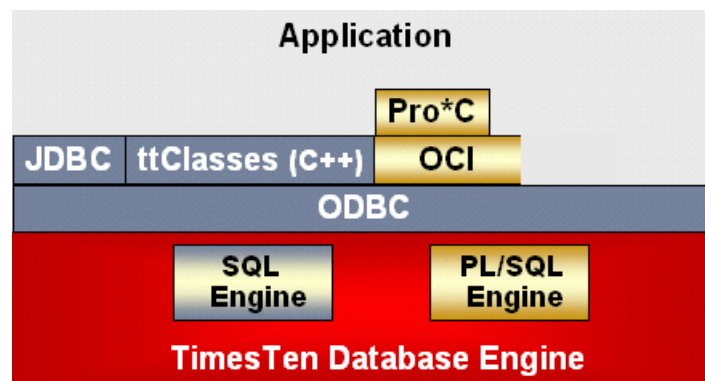 Application
Pro*C
JDBC ttClasses (C++) OCI
ODBC
SQL PL/SQL
Engine Engine
TimesTen Database Engine